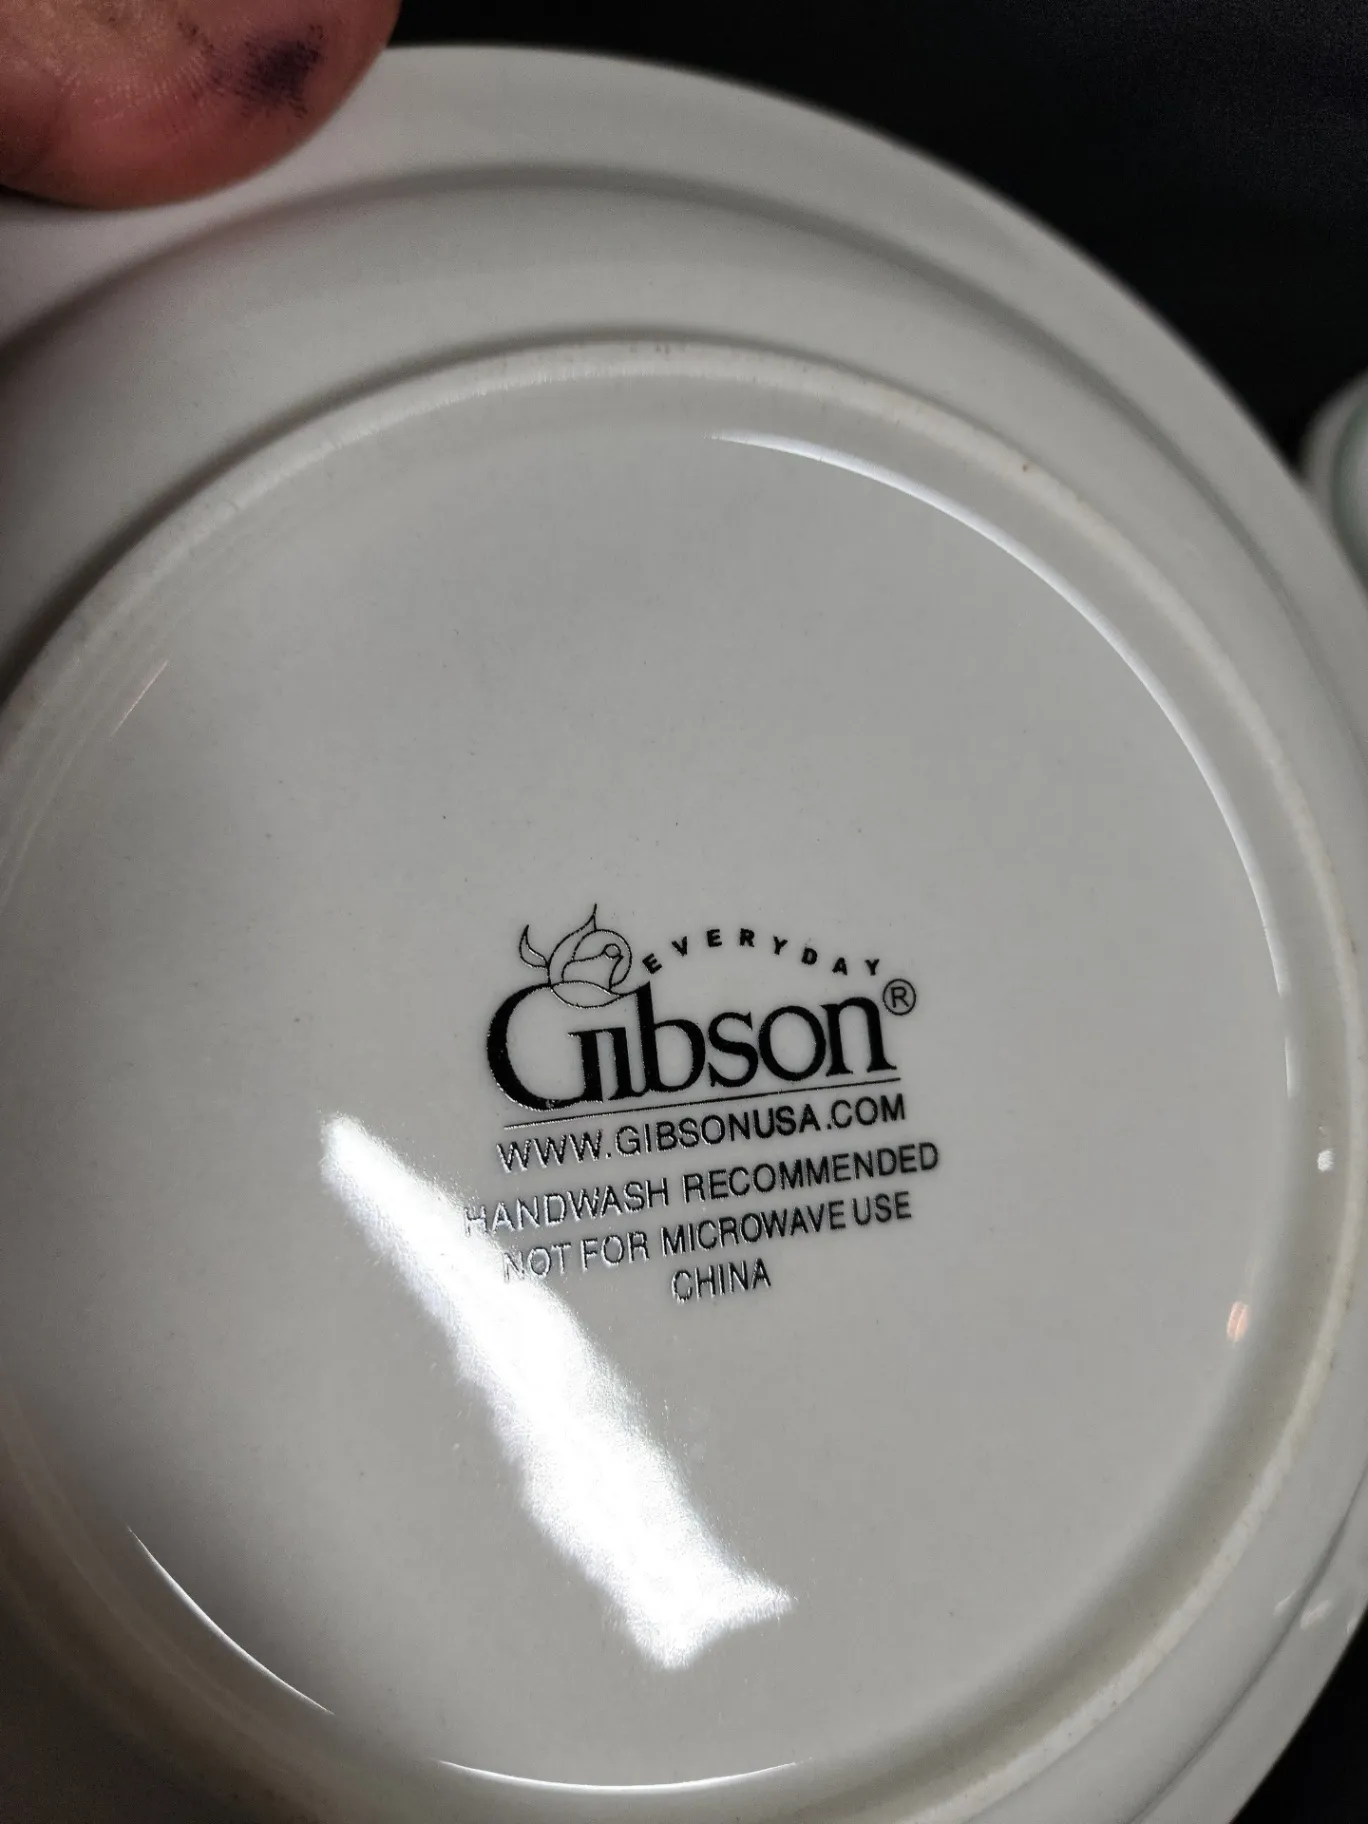 EVERYDAY
Gibson®
WWW.GIBSONUSA.COM
HANDWASH RECOMMENDED
NOT FOR MICROWAVE USE
CHINA